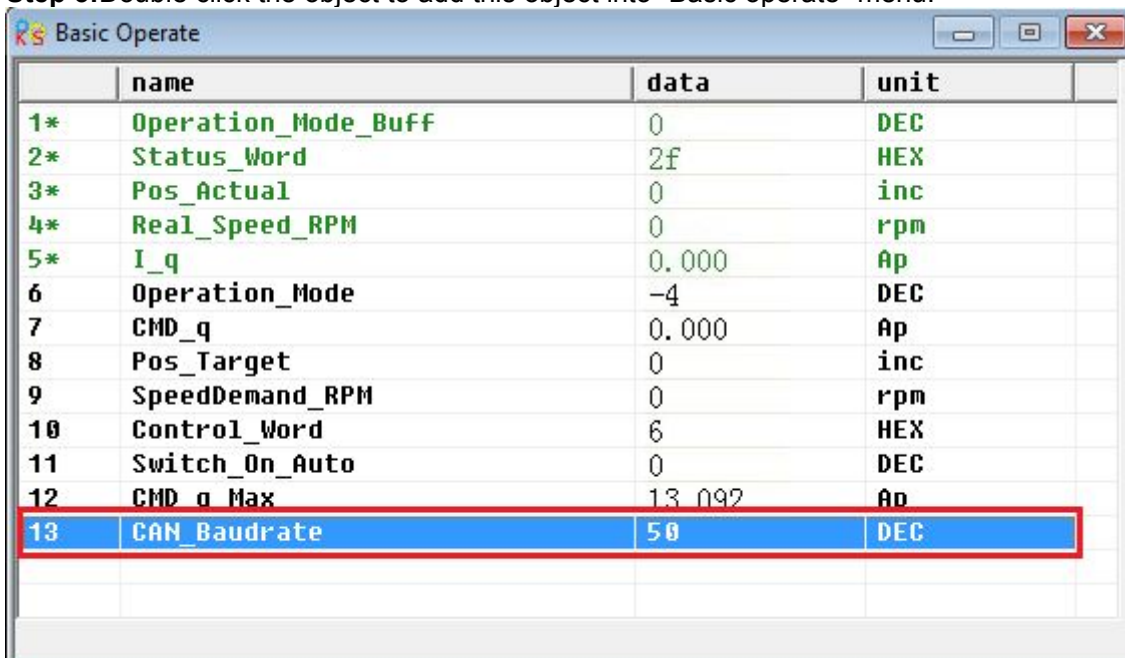 Step 5:Double click the object to add this object into "Basic operate" menu.
Basic Operate
name data unit
1* Operation_Mode_Buff 0 DEC
2* Status_Word 2f HEX
3* Pos_Actual 0 inc
4* Real_Speed_RPM 0 rpm
5* I_q 0.000 Ap
6 Operation_Mode -4 DEC
7 CMD_q 0.000 Ap
8 Pos_Target 0 inc
9 SpeedDemand_RPM 0 rpm
10 Control_Word 6 HEX
11 Switch_On_Auto 0 DEC
12 CMD_q_Max 13.092 Ap
13 CAN_Baudrate 50 DEC